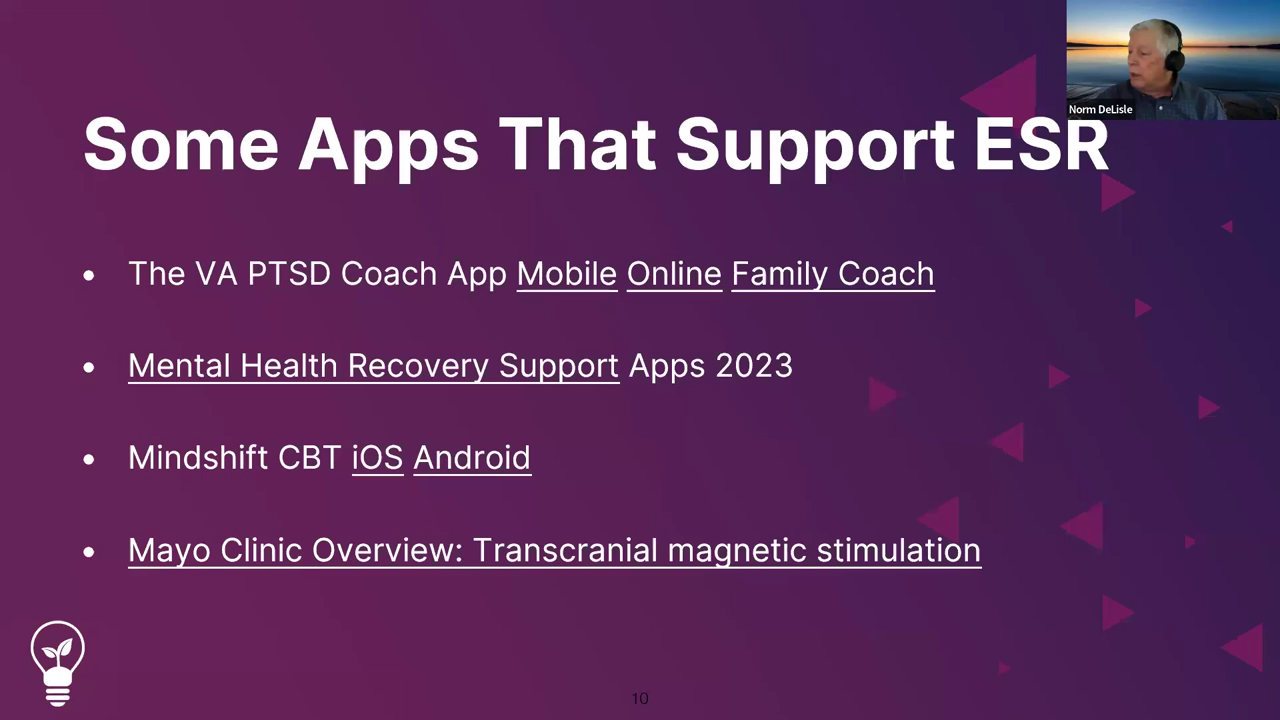 Norm DeLisle
Some Apps That Support ESR
The VA PTSD Coach App Mobile Online Family Coach
Mental Health Recovery Support Apps 2023
Mindshift CBT iOS Android
Mayo Clinic Overview: Transcranial magnetic stimulation
10